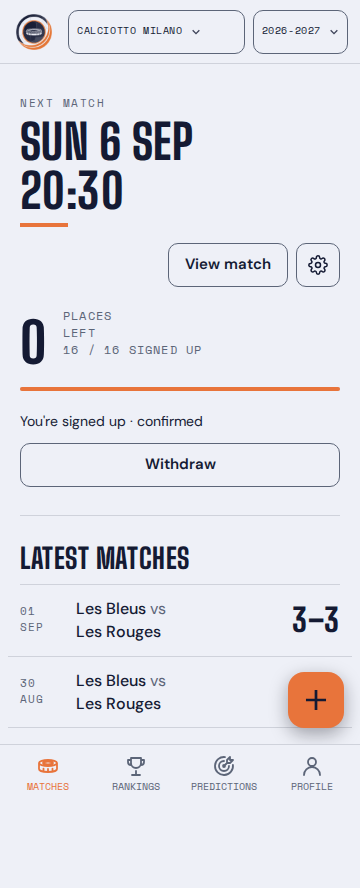 CALCIOTTO MILANO
2026-2027
NEXT MATCH
SUN 6 SEP
20:30
View match
0
PLACES
LEFT
16 / 16 SIGNED UP
You're signed up · confirmed
Withdraw
LATEST MATCHES
01
SEP
Les Bleus vs
Les Rouges
3–3
30
AUG
Les Bleus vs
Les Rouges
MATCHES
RANKINGS
PREDICTIONS
PROFILE